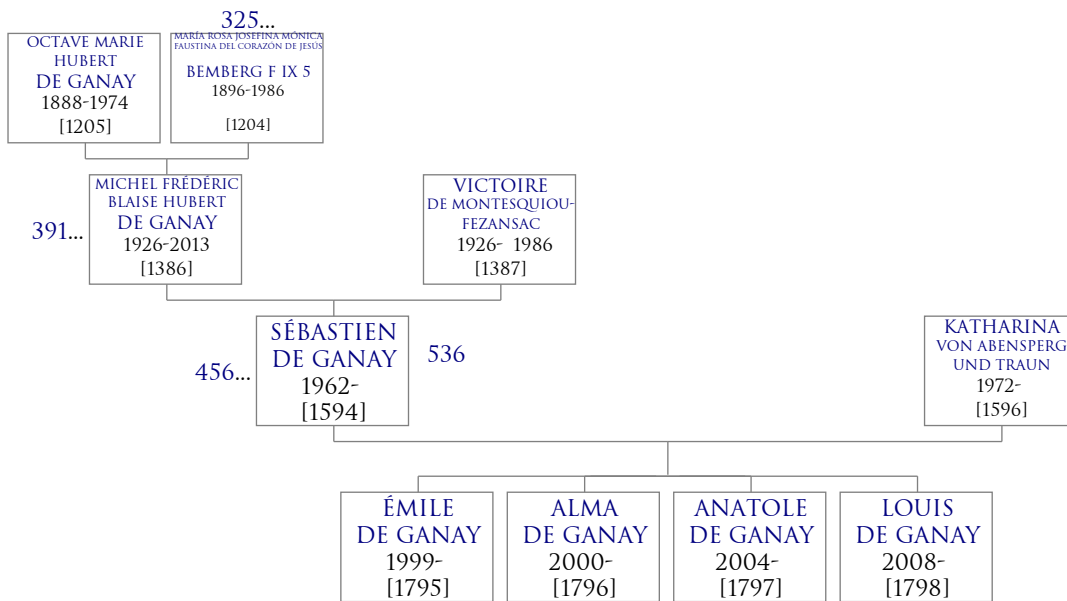 325...
OCTAVE MARIE
HUBERT
DE GANAY
1888-1974
[1205]
MARÍA ROSA JOSEFINA MÓNICA
FAUSTINA DEL CORAZÓN DE JESÚS
BEMBERG F IX 5
1896-1986
[1204]
391...
MICHEL FRÉDÉRIC
BLAISE HUBERT
DE GANAY
1926-2013
[1386]
VICTOIRE
DE MONTESQUIOU-
FEZANSAC
1926- 1986
[1387]
456...
SÉBASTIEN
DE GANAY
1962-
[1594]
536
KATHARINA
VON ABENSPERG
UND TRAUN
1972-
[1596]
ÉMILE
DE GANAY
1999-
[1795]
ALMA
DE GANAY
2000-
[1796]
ANATOLE
DE GANAY
2004-
[1797]
LOUIS
DE GANAY
2008-
[1798]